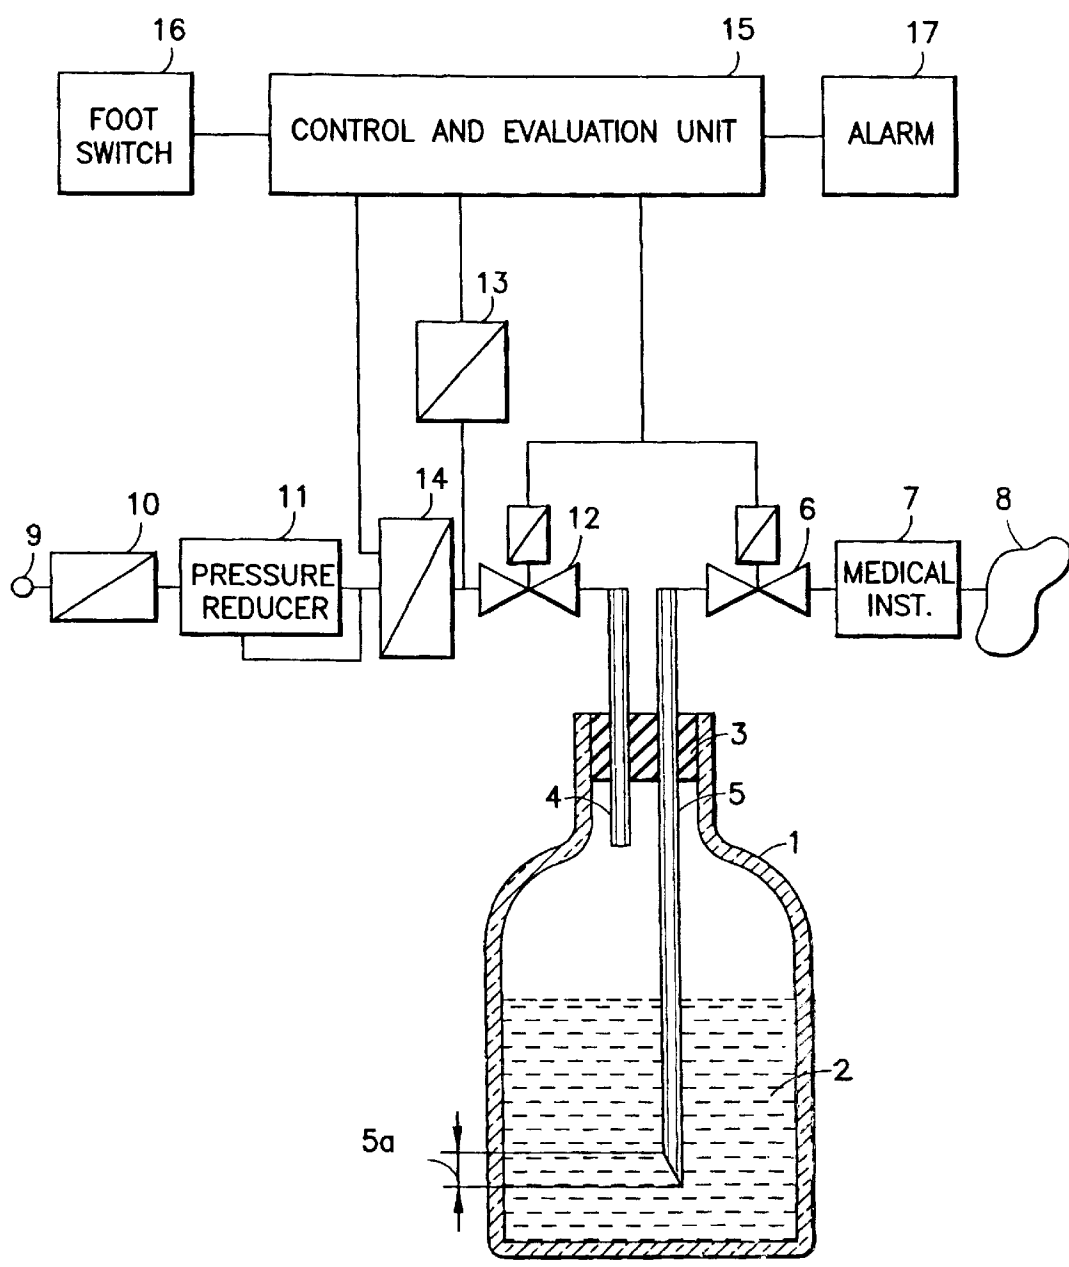 16
15
17
FOOT
SWITCH
CONTROL AND EVALUATION UNIT
ALARM
13
14
12
6
7
8
9
10
11
PRESSURE
REDUCER
MEDICAL
INST.
3
4
5
1
2
5a